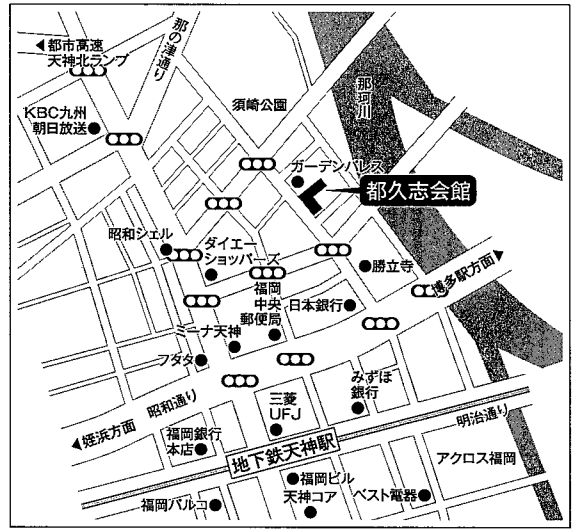 ◀都市高速
天神北ランプ
那の津通り
KBC九州
朝日放送
須崎公園
那珂川
ガーデンパレス
都久志会館
昭和シェル
ダイエー
ショッパーズ
勝立寺
博多駅方面▶
福岡
中央
郵便局
日本銀行
ミーナ天神
フタタ
昭和通り
◀姪浜方面
みずほ
銀行
三菱
UFJ
明治通り
福岡銀行
本店
地下鉄天神駅
アクロス福岡
福岡ビル
天神コア
ベスト電器
福岡パルコ